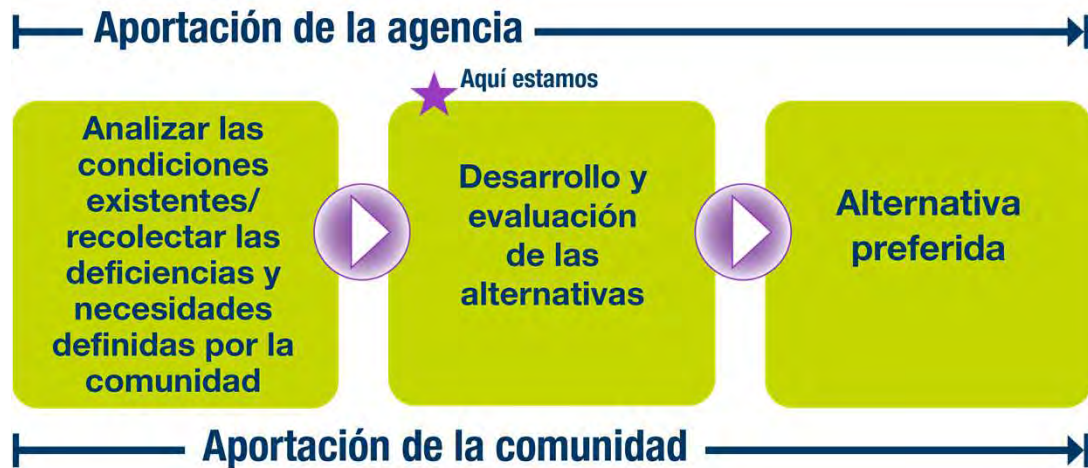 Aportación de la agencia
Aquí estamos
Analizar las
condiciones
existentes/
recolectar las
deficiencias y
necesidades
definidas por la
comunidad
Desarrollo y
evaluación
de las
alternativas
Alternativa
preferida
Aportación de la comunidad